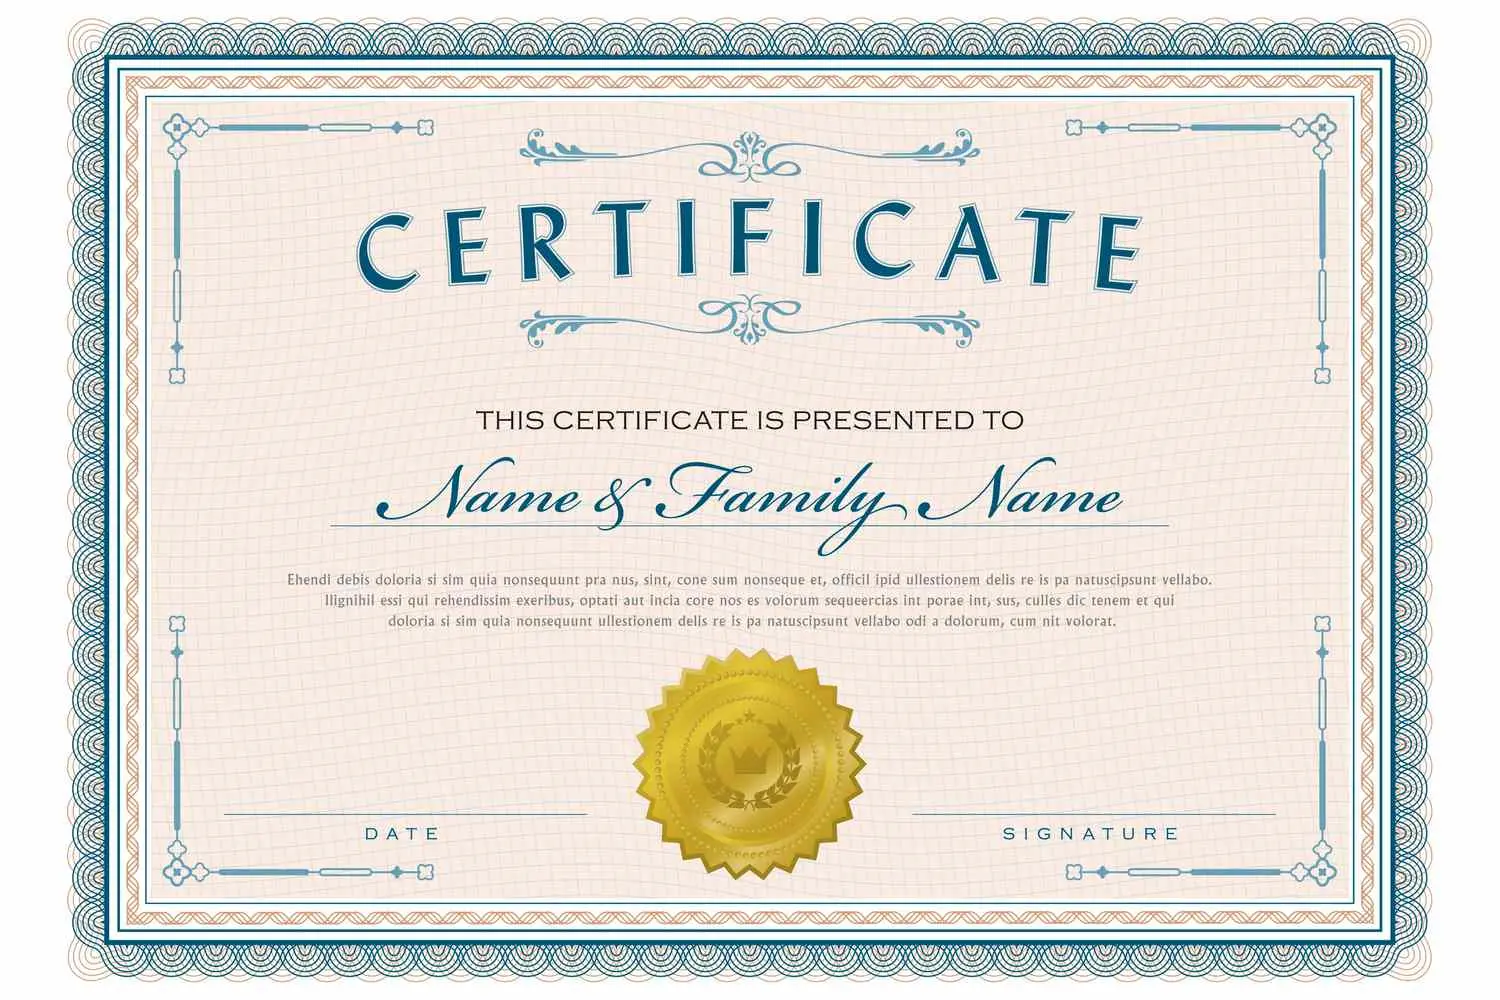 CERTIFICATE
THIS CERTIFICATE IS PRESENTED TO
Name & Family Name
Ehendi debis doloria si sim quia nonsequunt pra nus, sint, cone sum nonseque et, officil ipid ullestionem delis re is pa natuscipsunt vellabo.
Ilignihil essi qui rehendissim exeribus, optati aut incia core nos es volorum sequeercias int porae int, sus, culles dic tenem et qui
doloria si sim quia nonsequunt ullestionem delis re is pa natuscipsunt vellabo odi a dolorum, cum nit volorat.
DATE
SIGNATURE